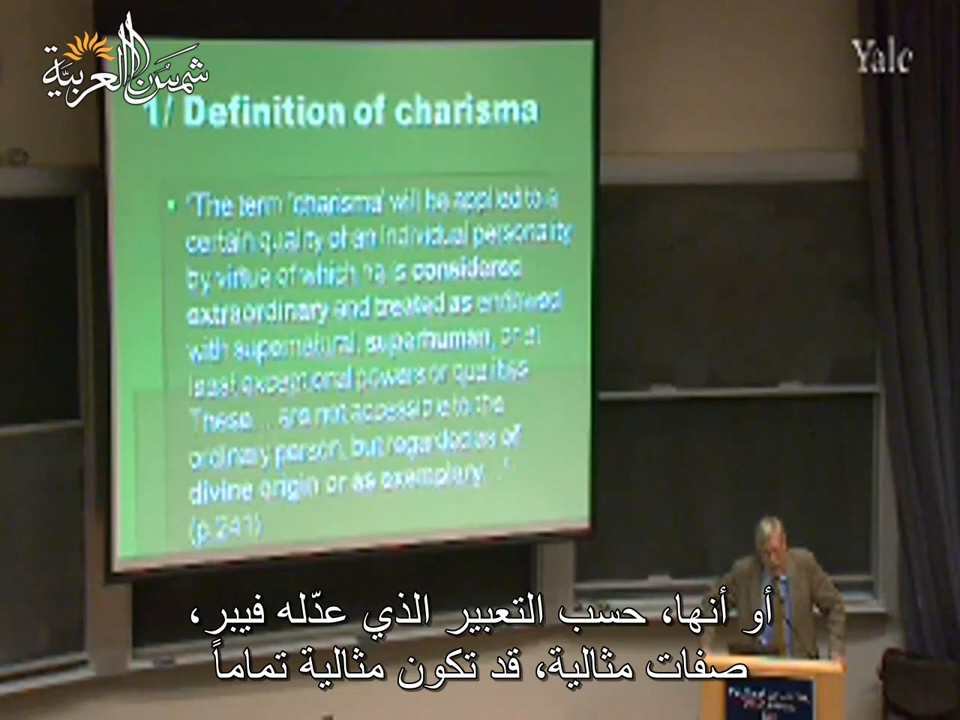 شمس العربية
Yale
1/ Definition of charisma
• 'The term 'charisma' will be applied to a
certain quality of an individual personality
by virtue of which he is considered
extraordinary and treated as endowed
with supernatural, superhuman, or at
least exceptional powers or qualities.
These... are not accessible to the
ordinary person, but regarded as of
divine origin or as exemplary...'
(p.241)
أو أنها، حسب التعبير الذي عدّله فيبر،
صفات مثالية، قد تكون مثالية تماماً